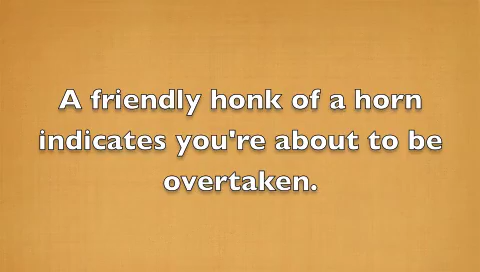 A friendly honk of a horn
indicates you're about to be
overtaken.